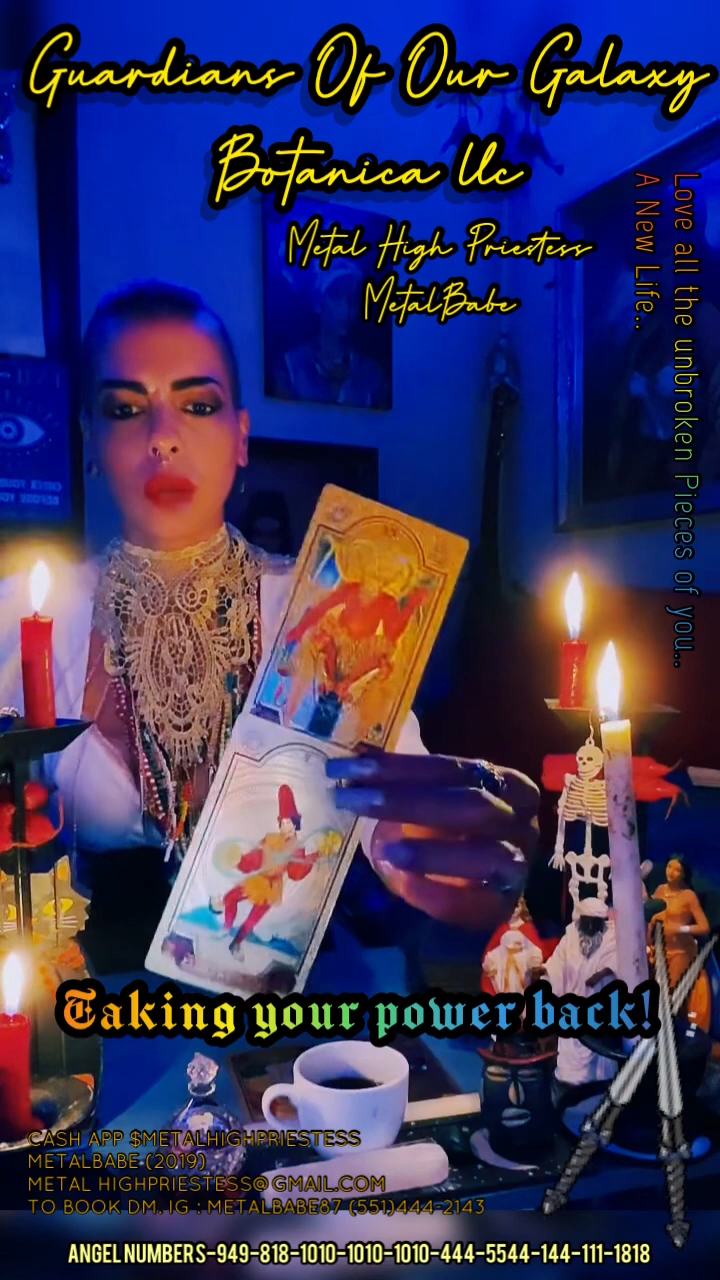 Guardians Of Our Galaxy
Botanica llc
Metal High Priestess
MetalBabe
Love all the unbroken Pieces of you..
A New Life..
Taking your power back!
CASH APP $METALHIGHPRIESTESS
METALBABE (2019)
METAL HIGHPRIESTESS@GMAIL.COM
TO BOOK DM. IG : METALBABE87 (551)444-2143
ANGEL NUMBERS-949-818-1010-1010-1010-444-5544-144-111-1818